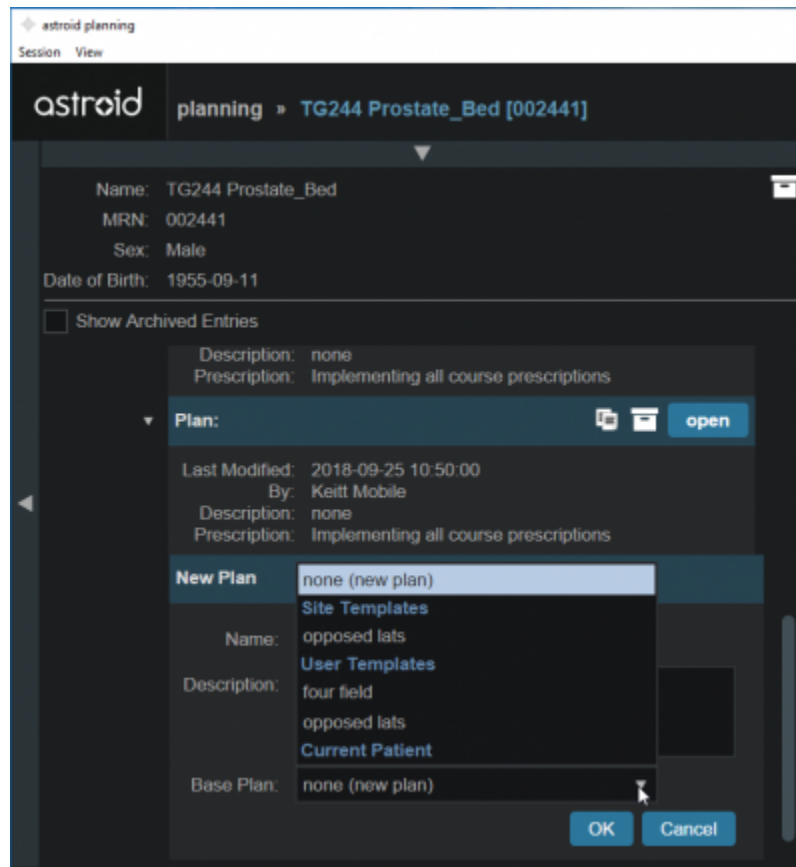 astroid planning
Session View
astroid planning » TG244 Prostate_Bed [002441]
Name: TG244 Prostate_Bed
MRN: 002441
Sex: Male
Date of Birth: 1955-09-11
Show Archived Entries
Description: none
Prescription: Implementing all course prescriptions
Plan: open
Last Modified: 2018-09-25 10:50:00
By: Keitt Mobile
Description: none
Prescription: Implementing all course prescriptions
New Plan
none (new plan)
Site Templates
Name: opposed lats
User Templates
Description: four field
opposed lats
Current Patient
Base Plan: none (new plan)
OK Cancel